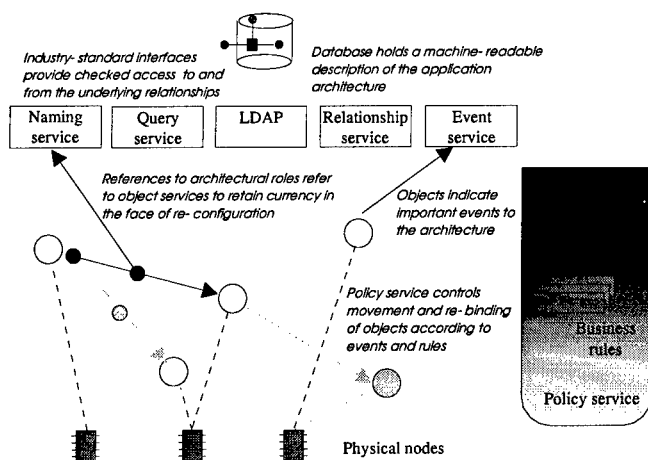 Industry- standard interfaces
provide checked access to and
from the underlying relationships
Database holds a machine- readable
description of the application
architecture
Naming
service
Query
service
LDAP
Relationship
service
Event
service
References to architectural roles refer
to object services to retain currency in
the face of re- configuration
Objects indicate
important events to
the architecture
Policy service controls
movement and re- binding
of objects according to
events and rules
Business
rules
Policy service
Physical nodes